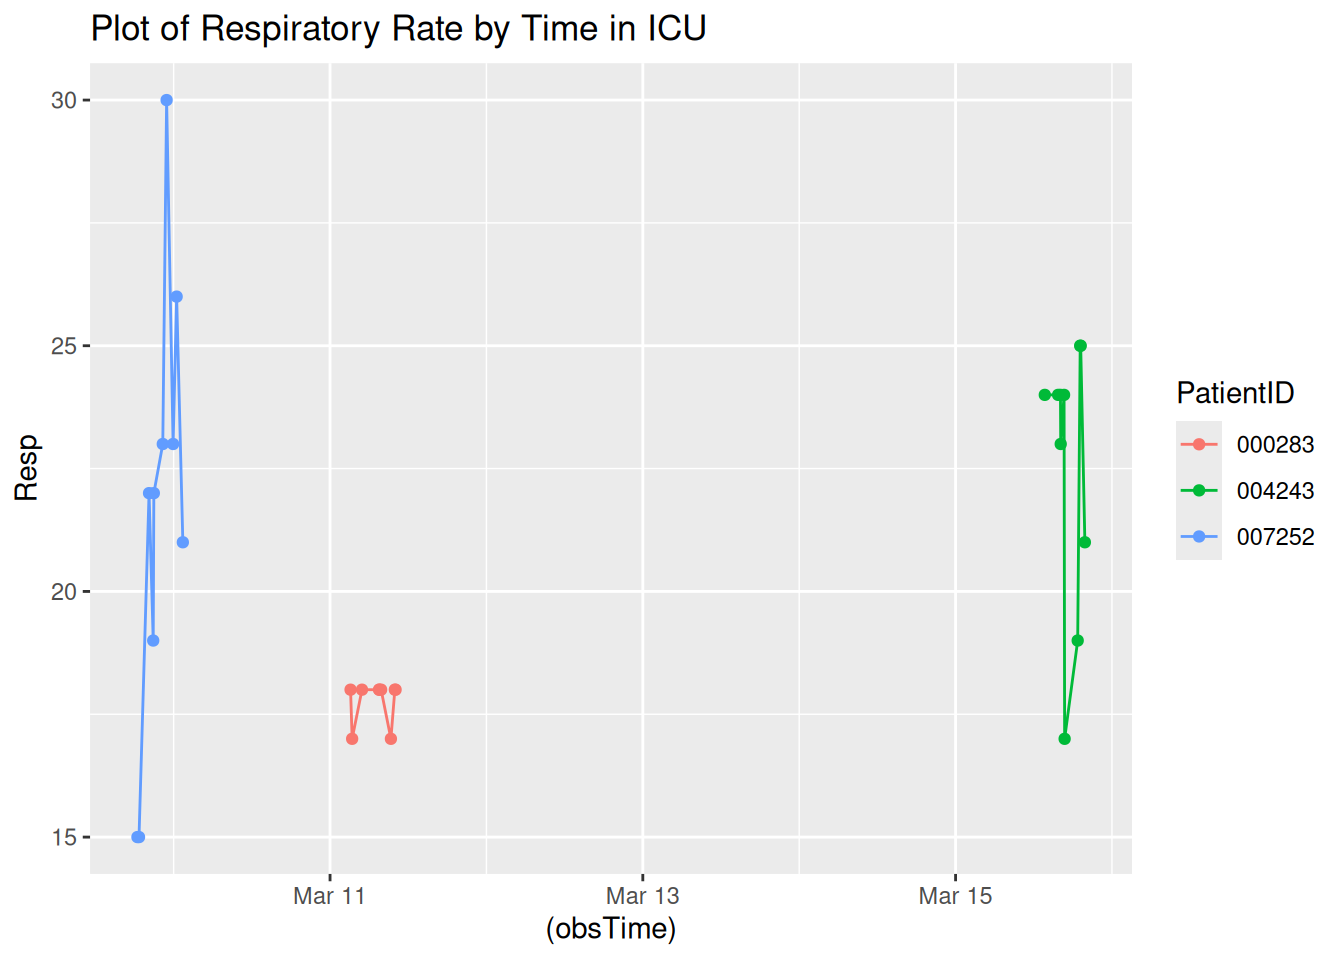 Plot of Respiratory Rate by Time in ICU
30
25
20
15
Resp
Mar 11
Mar 13
Mar 15
(obsTime)
PatientID
000283
004243
007252